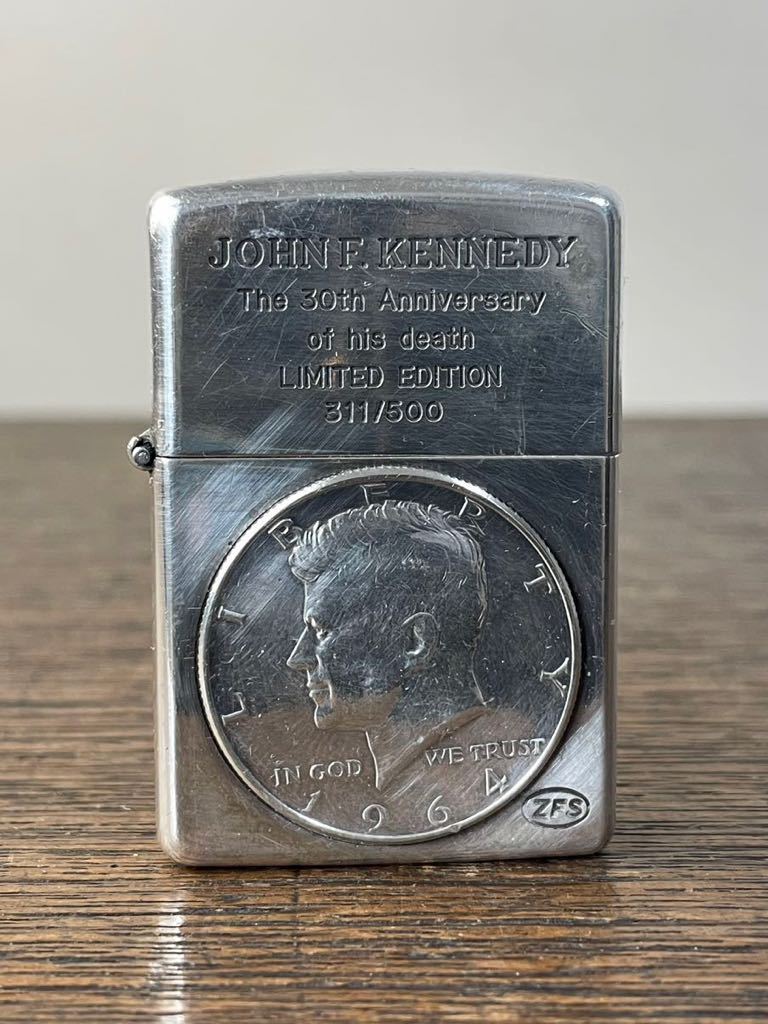 JOHN F. KENNEDY
The 30th Anniversary
of his death
LIMITED EDITION
311/500
LIBERTY
IN GOD WE TRUST
1964
ZFS